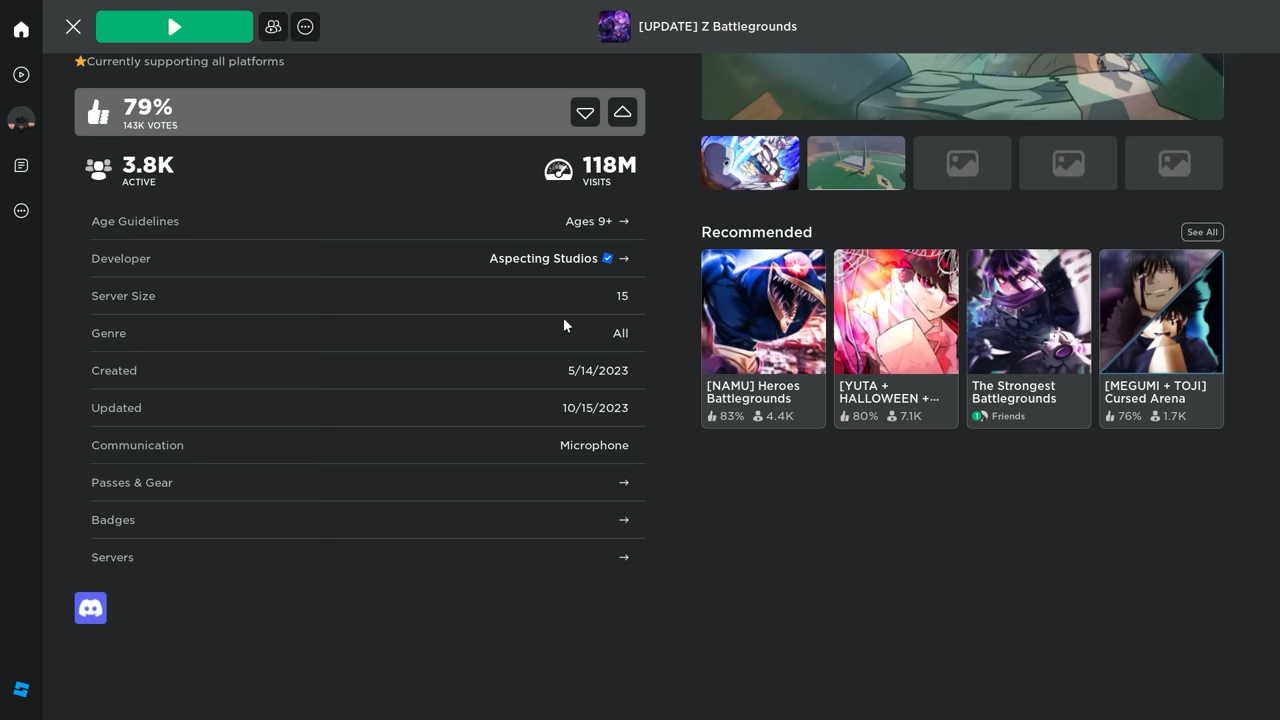 [UPDATE] Z Battlegrounds
⭐Currently supporting all platforms
79%
143K VOTES
3.8K
ACTIVE
118M
VISITS
Age Guidelines
Ages 9+ →
Developer
Aspecting Studios →
Server Size
15
Genre
All
Created
5/14/2023
Updated
10/15/2023
Communication
Microphone
Passes & Gear
→
Badges
→
Servers
→
Recommended
See All
[NAMU] Heroes
Battlegrounds
83% 4.4K
[YUTA +
HALLOWEEN +...
80% 7.1K
The Strongest
Battlegrounds
1 Friends
[MEGUMI + TOJI]
Cursed Arena
76% 1.7K